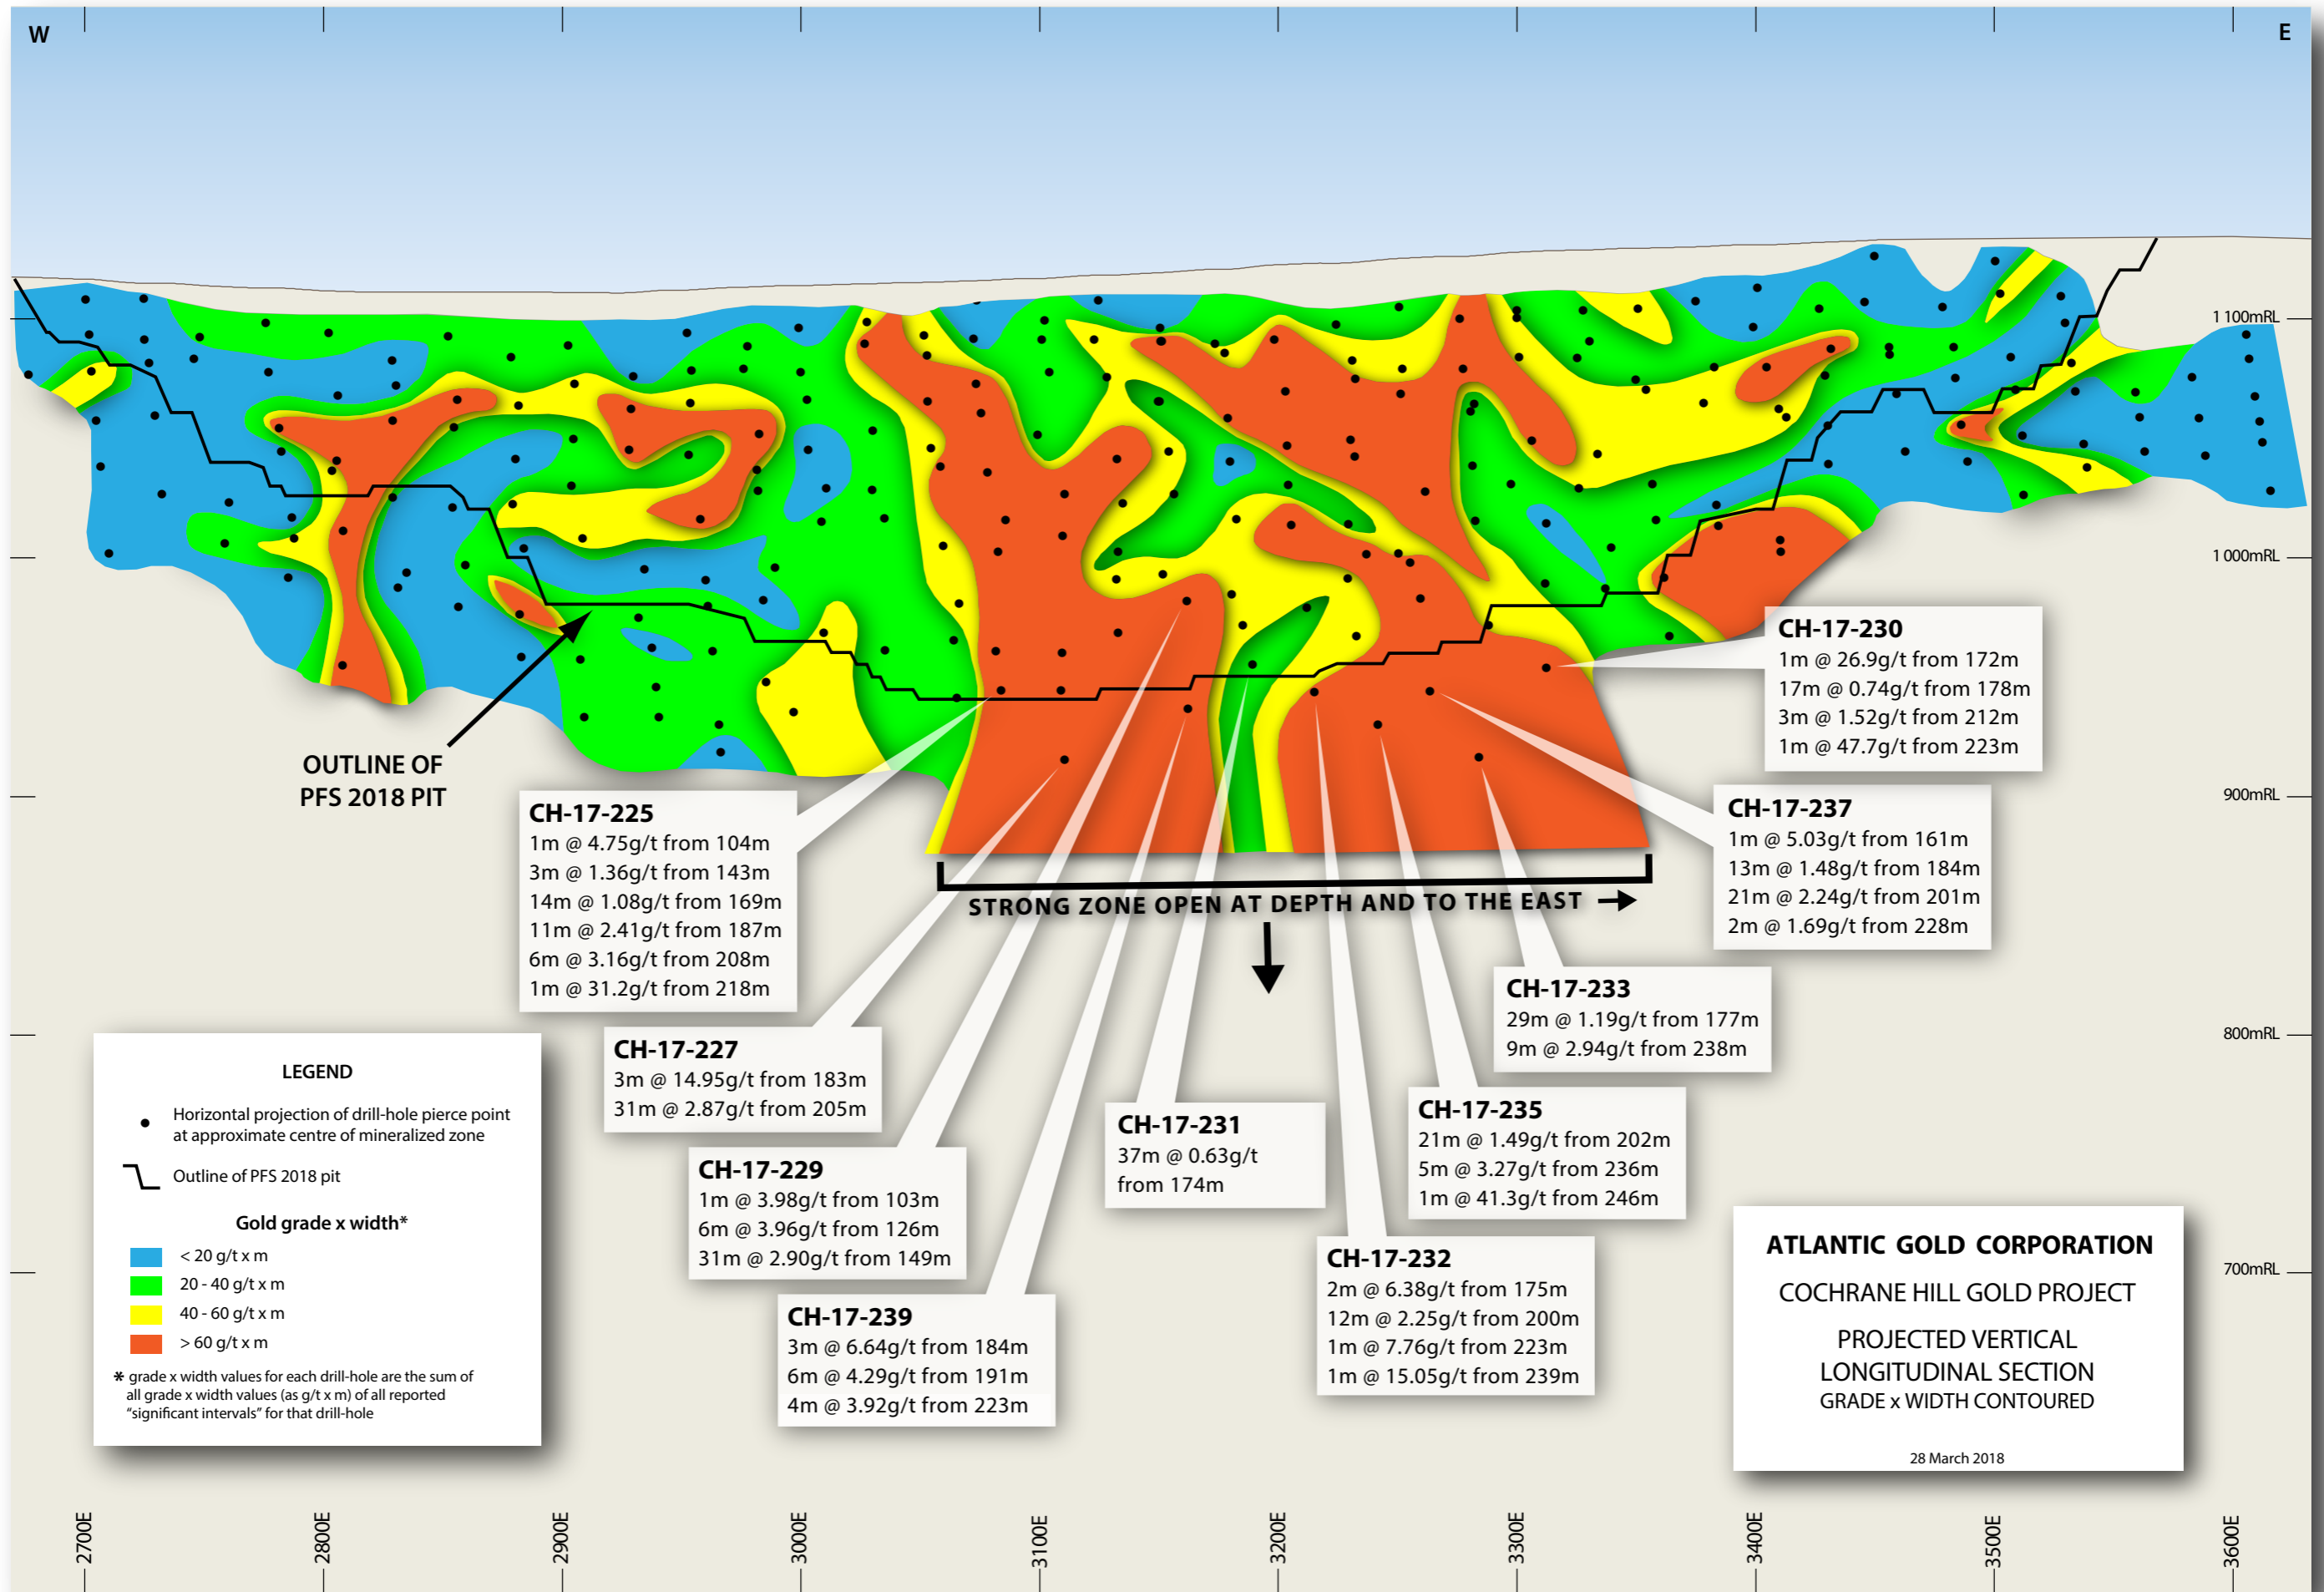 W
E
1 100mRL
1 000mRL
900mRL
800mRL
700mRL
OUTLINE OF
PFS 2018 PIT
CH-17-225
1m @ 4.75g/t from 104m
3m @ 1.36g/t from 143m
14m @ 1.08g/t from 169m
11m @ 2.41g/t from 187m
6m @ 3.16g/t from 208m
1m @ 31.2g/t from 218m
CH-17-227
3m @ 14.95g/t from 183m
31m @ 2.87g/t from 205m
CH-17-229
1m @ 3.98g/t from 103m
6m @ 3.96g/t from 126m
31m @ 2.90g/t from 149m
CH-17-239
3m @ 6.64g/t from 184m
6m @ 4.29g/t from 191m
4m @ 3.92g/t from 223m
STRONG ZONE OPEN AT DEPTH AND TO THE EAST
CH-17-231
37m @ 0.63g/t
from 174m
CH-17-232
2m @ 6.38g/t from 175m
12m @ 2.25g/t from 200m
1m @ 7.76g/t from 223m
1m @ 15.05g/t from 239m
CH-17-235
21m @ 1.49g/t from 202m
5m @ 3.27g/t from 236m
1m @ 41.3g/t from 246m
CH-17-233
29m @ 1.19g/t from 177m
9m @ 2.94g/t from 238m
CH-17-237
1m @ 5.03g/t from 161m
13m @ 1.48g/t from 184m
21m @ 2.24g/t from 201m
2m @ 1.69g/t from 228m
CH-17-230
1m @ 26.9g/t from 172m
17m @ 0.74g/t from 178m
3m @ 1.52g/t from 212m
1m @ 47.7g/t from 223m
LEGEND
Horizontal projection of drill-hole pierce point
at approximate centre of mineralized zone
Outline of PFS 2018 pit
Gold grade x width*
< 20 g/t x m
20 - 40 g/t x m
40 - 60 g/t x m
> 60 g/t x m
* grade x width values for each drill-hole are the sum of
all grade x width values (as g/t x m) of all reported
"significant intervals" for that drill-hole
ATLANTIC GOLD CORPORATION
COCHRANE HILL GOLD PROJECT
PROJECTED VERTICAL
LONGITUDINAL SECTION
GRADE x WIDTH CONTOURED
28 March 2018
2700E
2800E
2900E
3000E
3100E
3200E
3300E
3400E
3500E
3600E